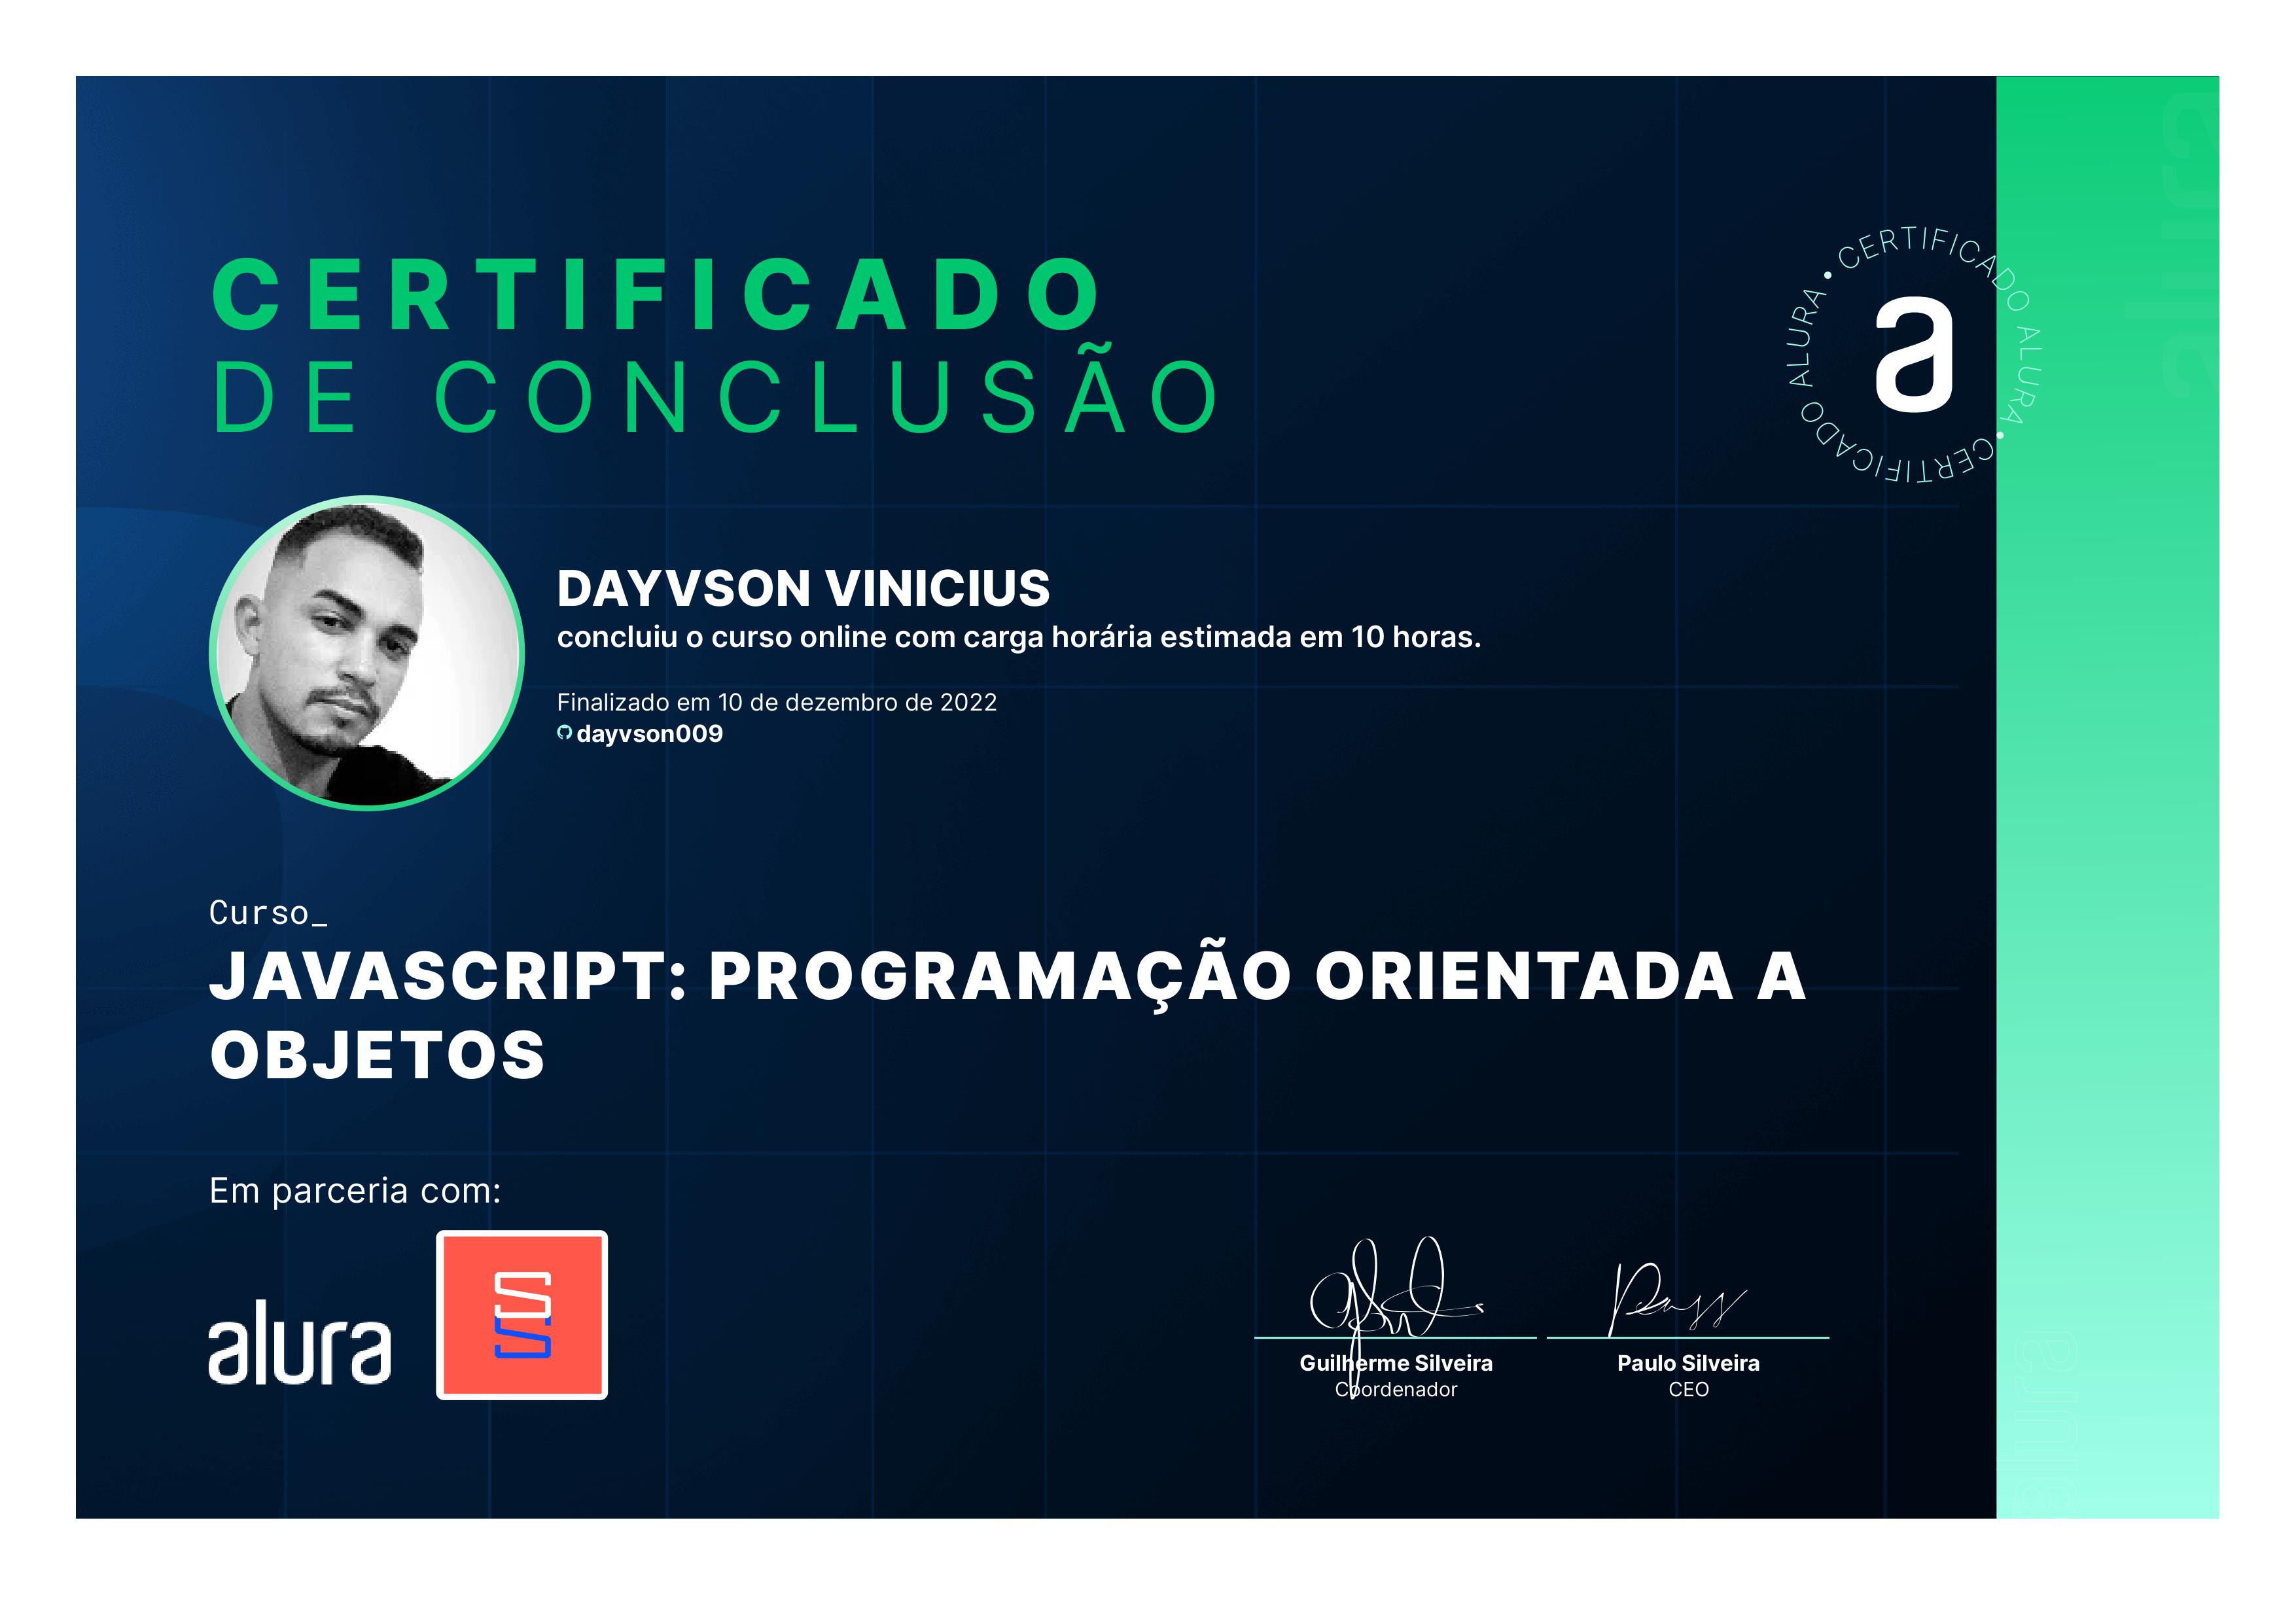 CERTIFICADO
DE CONCLUSÃO
CERTIFICADO ALURA • CERTIFICADO ALURA •
a
alura
DAYVSON VINICIUS
concluiu o curso online com carga horária estimada em 10 horas.
Finalizado em 10 de dezembro de 2022
dayvson009
Curso_
JAVASCRIPT: PROGRAMAÇÃO ORIENTADA A
OBJETOS
Em parceria com:
alura
Guilherme Silveira
Coordenador
Paulo Silveira
CEO
alura